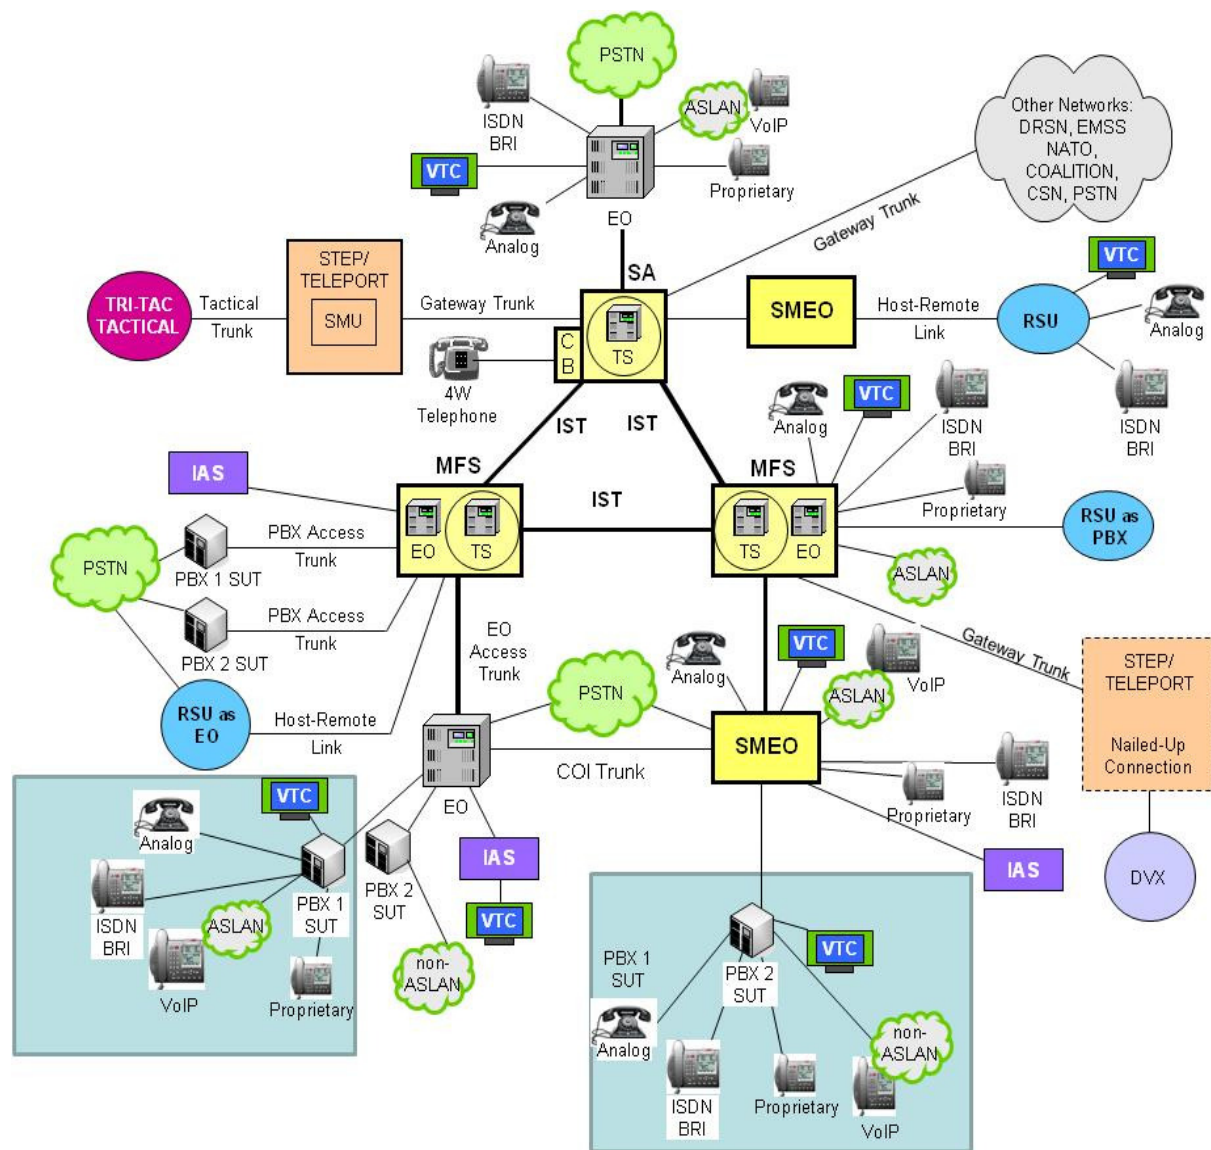 PSTN
ISDN
BRI
ASLAN
VoIP
VTC
Proprietary
Analog
EO
Other Networks:
DRSN, EMSS
NATO,
COALITION,
CSN, PSTN
Gateway Trunk
SA
STEP/
TELEPORT
SMU
TRI-TAC
TACTICAL
Tactical
Trunk
Gateway Trunk
C
B
TS
SMEO
Host-Remote
Link
RSU
VTC
Analog
ISDN
BRI
4W
Telephone
IST
IST
Analog
VTC
ISDN
BRI
IAS
MFS
IST
MFS
Proprietary
EO
TS
TS
EO
RSU as
PBX
ASLAN
PSTN
PBX Access
Trunk
PBX 1 SUT
PBX Access
Trunk
PBX 2 SUT
EO
Access
Trunk
Gateway Trunk
STEP/
TELEPORT
Nailed-Up
Connection
DVX
RSU as
EO
Host-Remote
Link
PSTN
Analog
VTC
VoIP
ASLAN
SMEO
COI Trunk
EO
Proprietary
ISDN
BRI
IAS
VTC
Analog
ISDN
BRI
ASLAN
VoIP
PBX 1
SUT
Proprietary
PBX 2
SUT
IAS
VTC
non-
ASLAN
PBX 1
SUT
PBX 2
SUT
VTC
Analog
ISDN
BRI
Proprietary
non-
ASLAN
VoIP